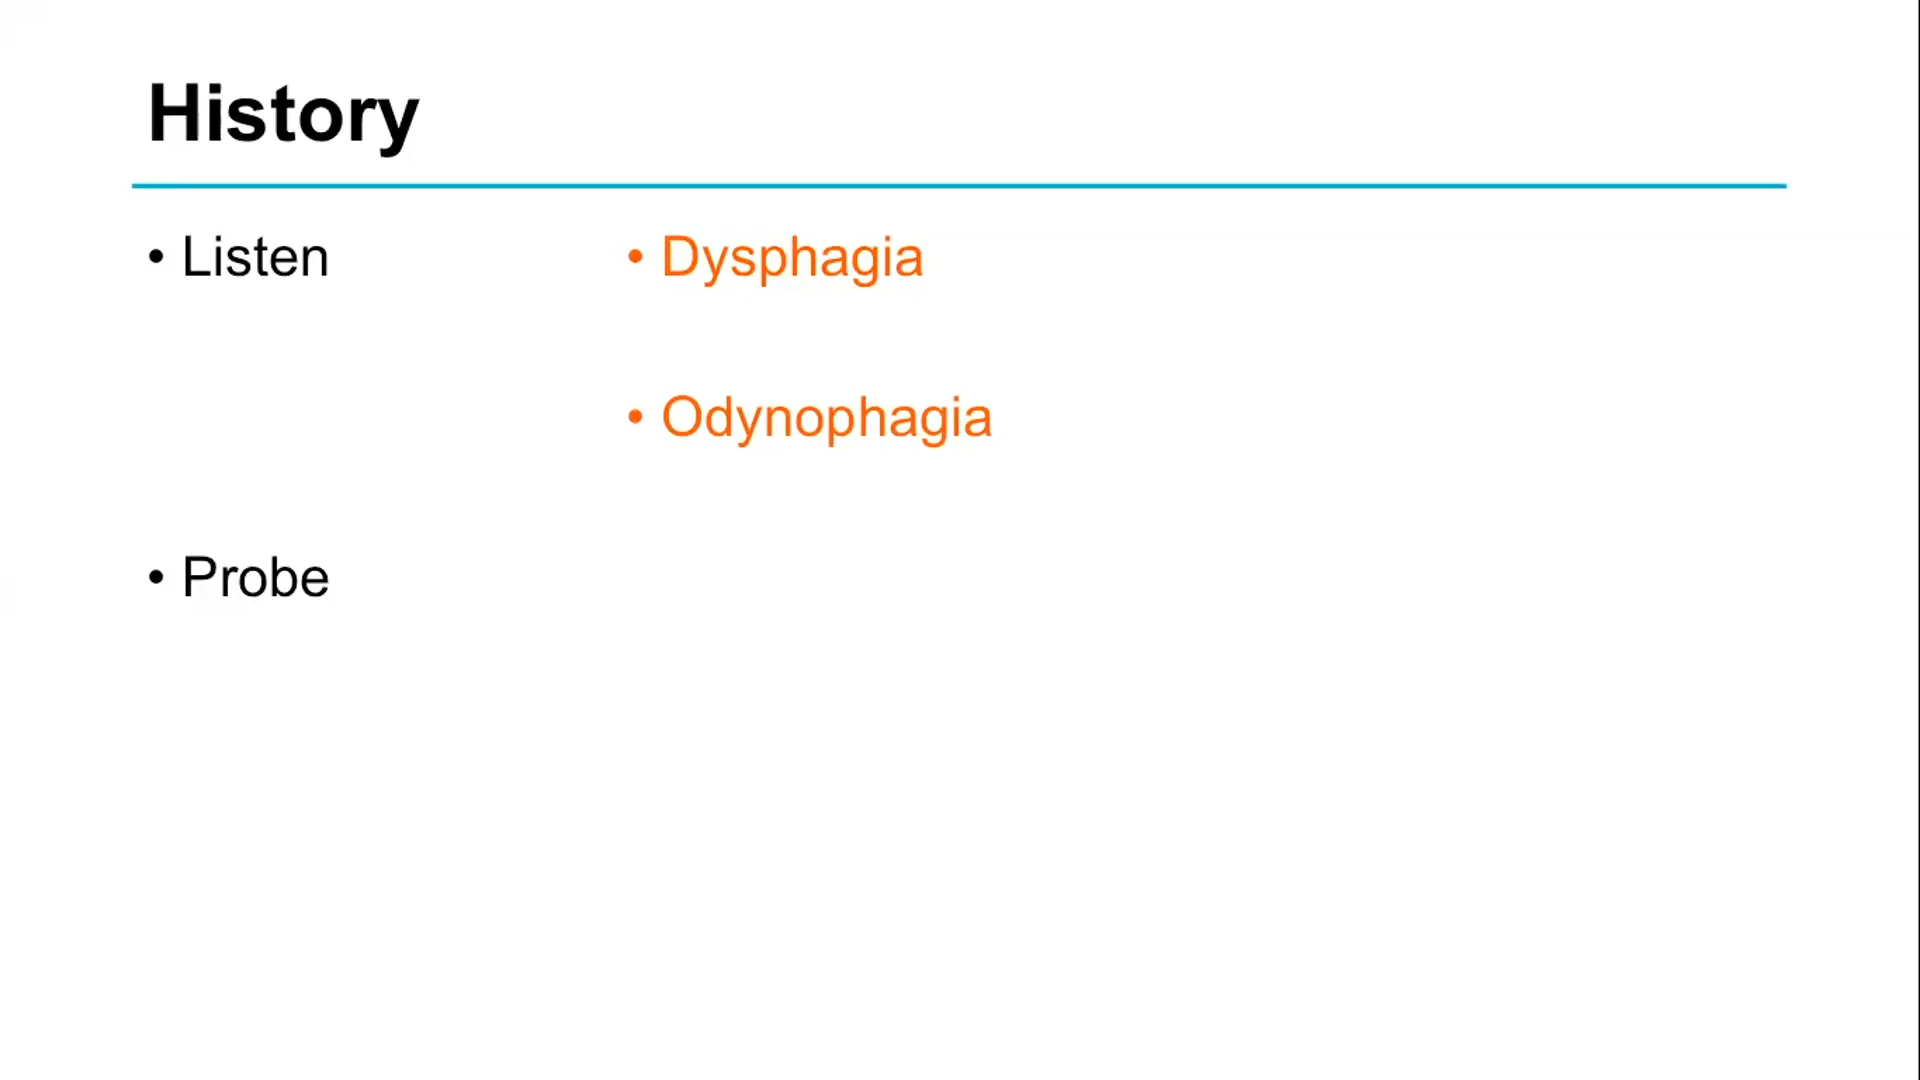 History
• Listen
• Dysphagia
• Odynophagia
• Probe